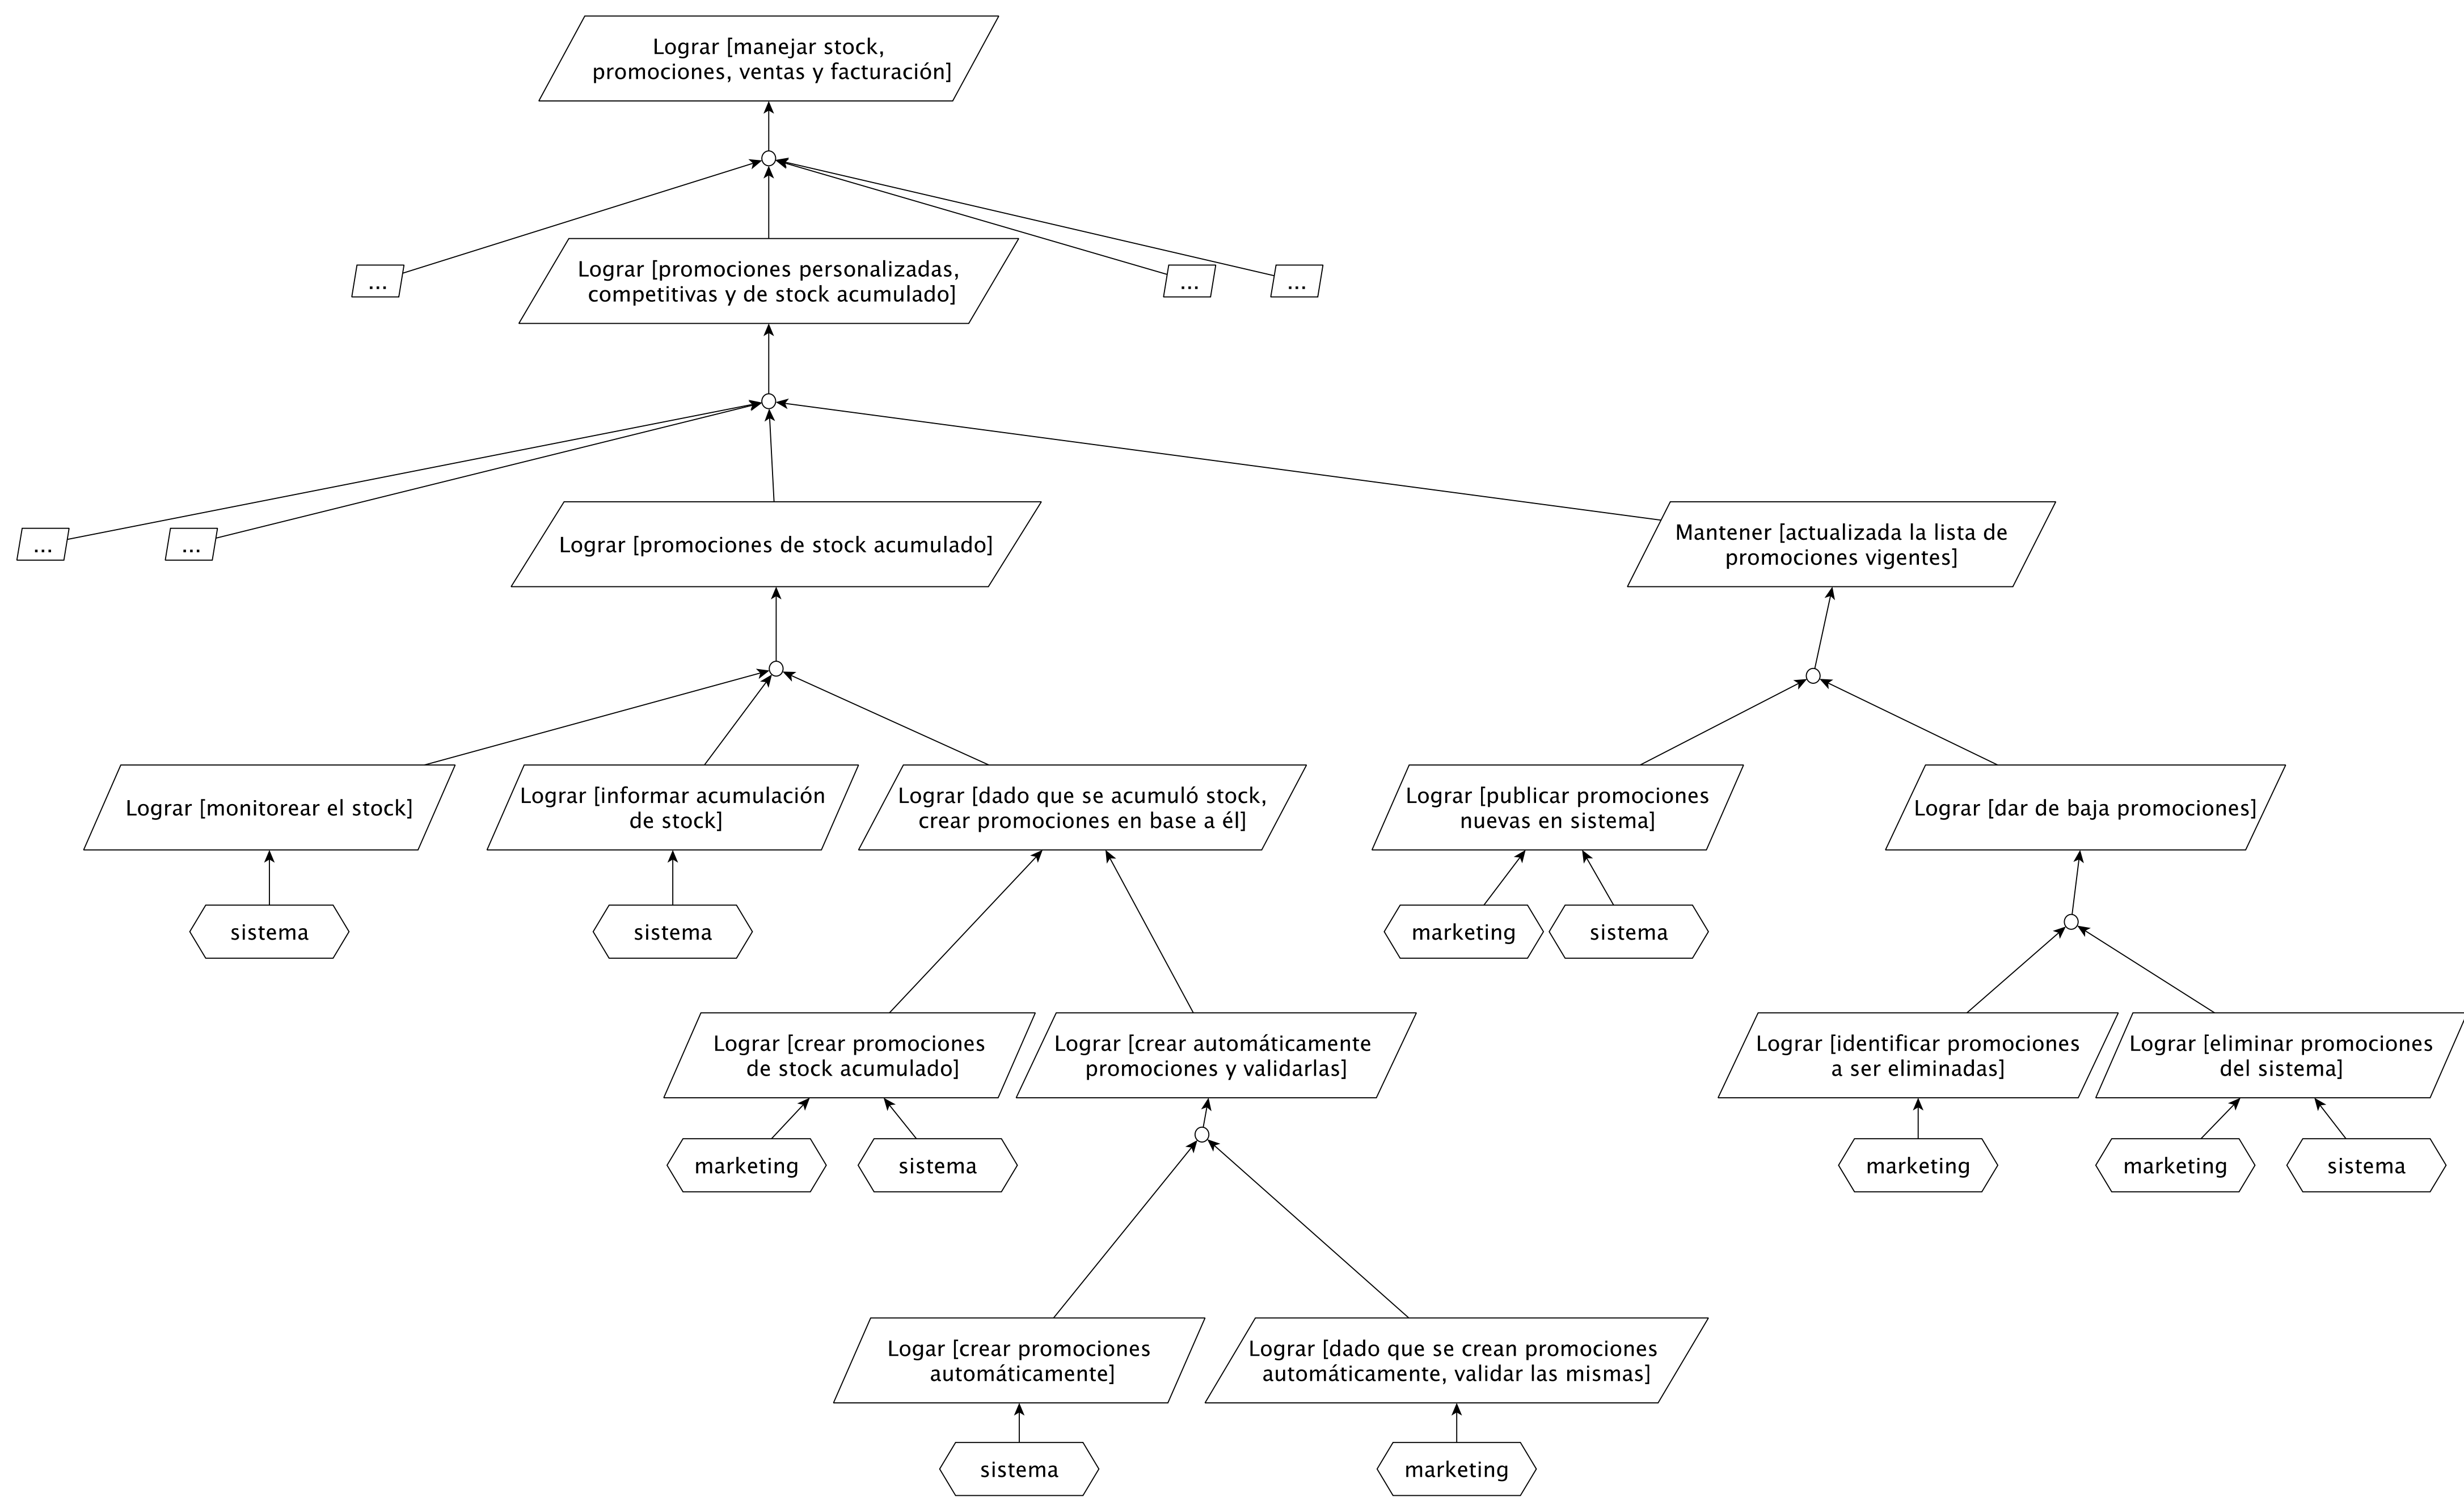 Lograr [manejar stock,
promociones, ventas y facturación]
...
Lograr [promociones personalizadas,
competitivas y de stock acumulado]
...
...
...
...
Lograr [promociones de stock acumulado]
Mantener [actualizada la lista de
promociones vigentes]
Lograr [monitorear el stock]
Lograr [informar acumulación
de stock]
Lograr [dado que se acumuló stock,
crear promociones en base a él]
Lograr [publicar promociones
nuevas en sistema]
Lograr [dar de baja promociones]
sistema
sistema
marketing
sistema
Lograr [crear promociones
de stock acumulado]
Lograr [crear automáticamente
promociones y validarlas]
Lograr [identificar promociones
a ser eliminadas]
Lograr [eliminar promociones
del sistema]
marketing
sistema
marketing
marketing
sistema
Logar [crear promociones
automáticamente]
Lograr [dado que se crean promociones
automáticamente, validar las mismas]
sistema
marketing